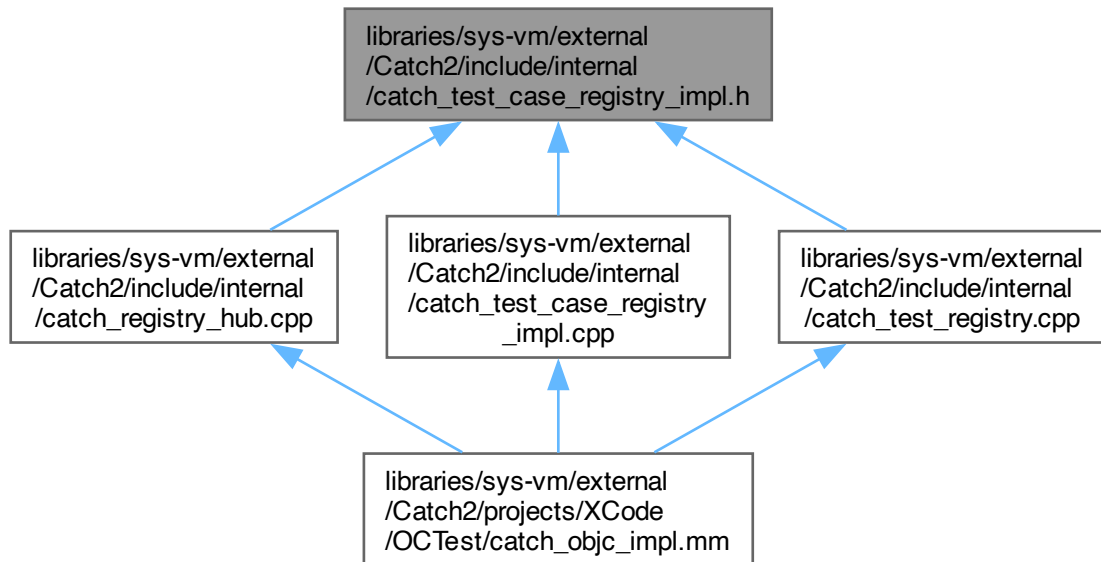 libraries/sys-vm/external
/Catch2/include/internal
/catch_test_case_registry_impl.h
libraries/sys-vm/external
/Catch2/include/internal
/catch_registry_hub.cpp
libraries/sys-vm/external
/Catch2/include/internal
/catch_test_case_registry
_impl.cpp
libraries/sys-vm/external
/Catch2/include/internal
/catch_test_registry.cpp
libraries/sys-vm/external
/Catch2/projects/XCode
/OCTest/catch_objc_impl.mm